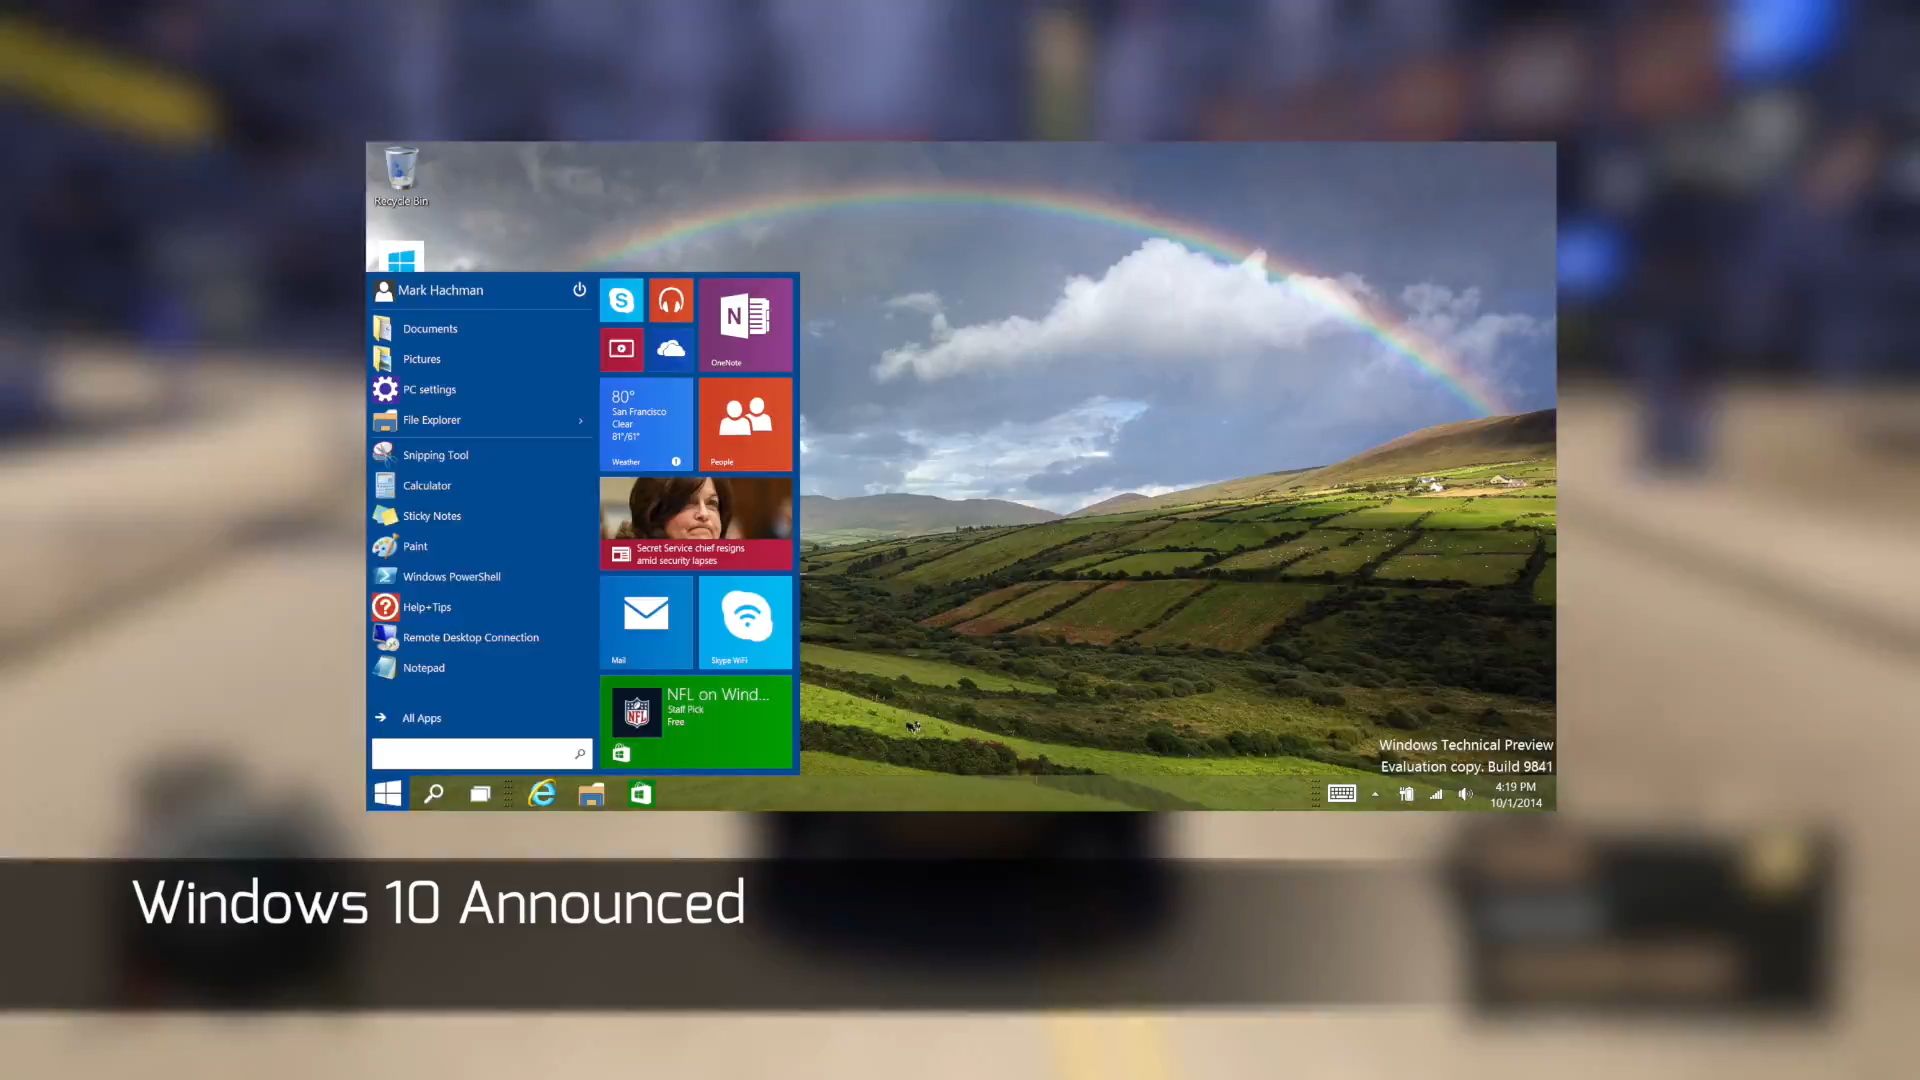 Recycle Bin
Mark Hachman
Documents
Pictures
PC settings
File Explorer
Snipping Tool
Calculator
Sticky Notes
Paint
Windows PowerShell
Help+Tips
Remote Desktop Connection
Notepad
All Apps
S
N
OneNote
80°
San Francisco
Clear
81°/61°
Weather
People
Secret Service chief resigns
amid security lapses
Mail
Skype WiFi
NFL on Wind...
Staff Pick
Free
NFL
Windows Technical Preview
Evaluation copy. Build 9841
4:19 PM
10/1/2014
Windows 10 Announced